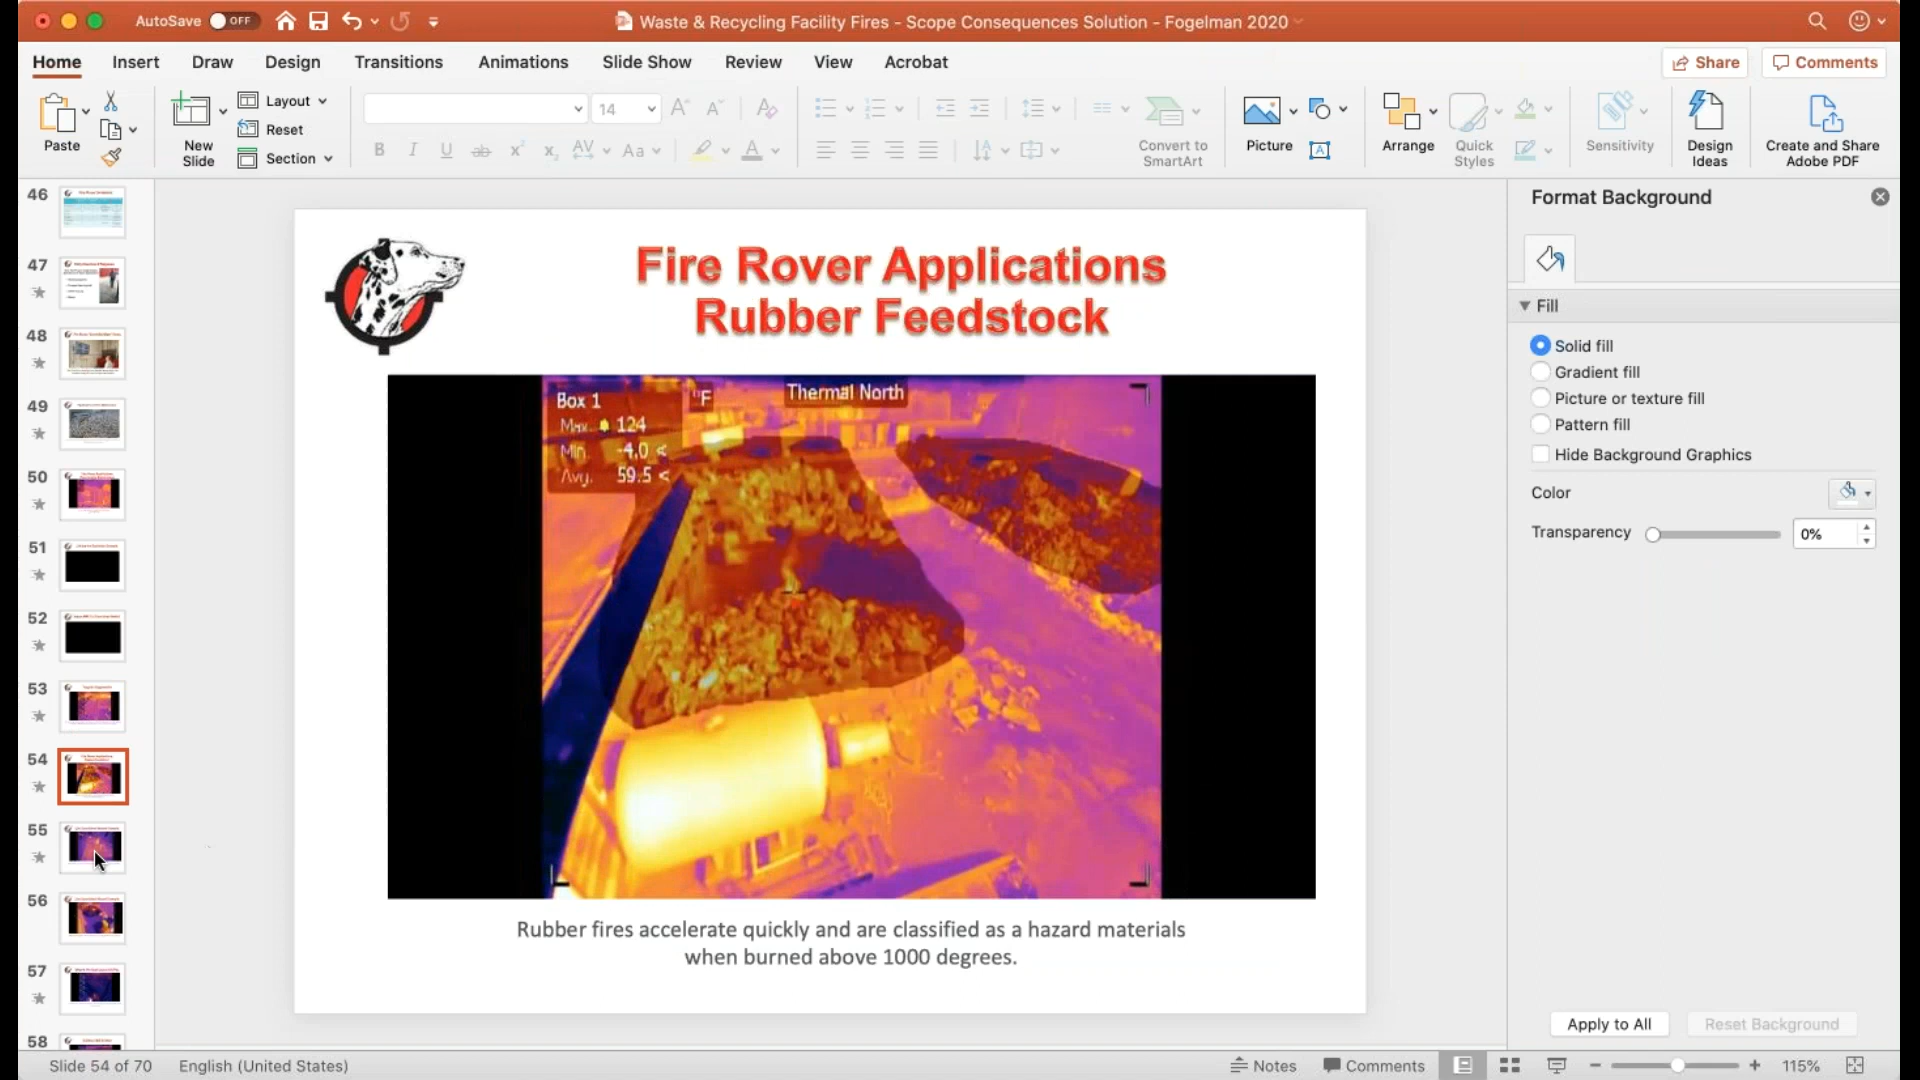 AutoSave OFF
Waste & Recycling Facility Fires - Scope Consequences Solution - Fogelman 2020
Home Insert Draw Design Transitions Animations Slide Show Review View Acrobat
Share Comments
Paste
New Slide
Layout
Reset
Section
14
Convert to SmartArt
Picture
Arrange
Quick Styles
Sensitivity
Design Ideas
Create and Share Adobe PDF
46
47
48
49
50
51
52
53
54
55
56
57
58
Fire Rover Applications
Rubber Feedstock
Box 1 °F
Max. 124
Min. -4.0 <
Avg. 59.5 <
Thermal North
Rubber fires accelerate quickly and are classified as a hazard materials
when burned above 1000 degrees.
Format Background
Fill
Solid fill
Gradient fill
Picture or texture fill
Pattern fill
Hide Background Graphics
Color
Transparency 0%
Apply to All Reset Background
Slide 54 of 70 English (United States)
Notes Comments 115%